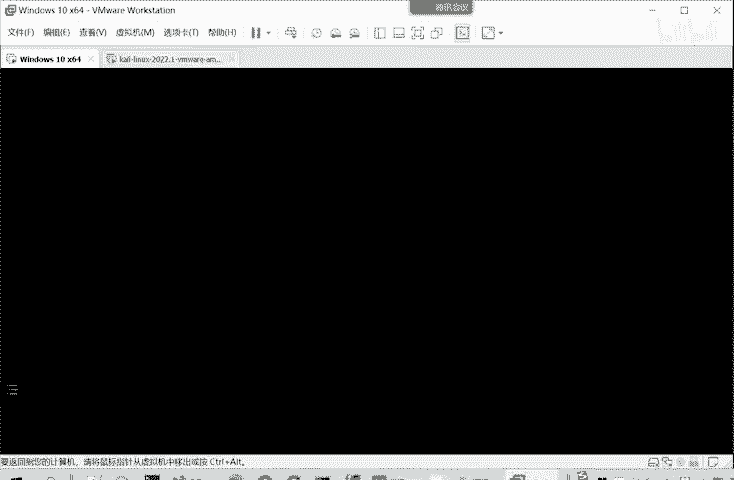 Windows 10 x64 - VMware Workstation
腾讯会议
文件(F) 编辑(E) 查看(V) 虚拟机(M) 选项卡(T) 帮助(H)
Windows 10 x64
kali-linux-2022.1-vmware-am...
要返回到您的计算机，请将鼠标指针从虚拟机中移出或按 Ctrl+Alt。